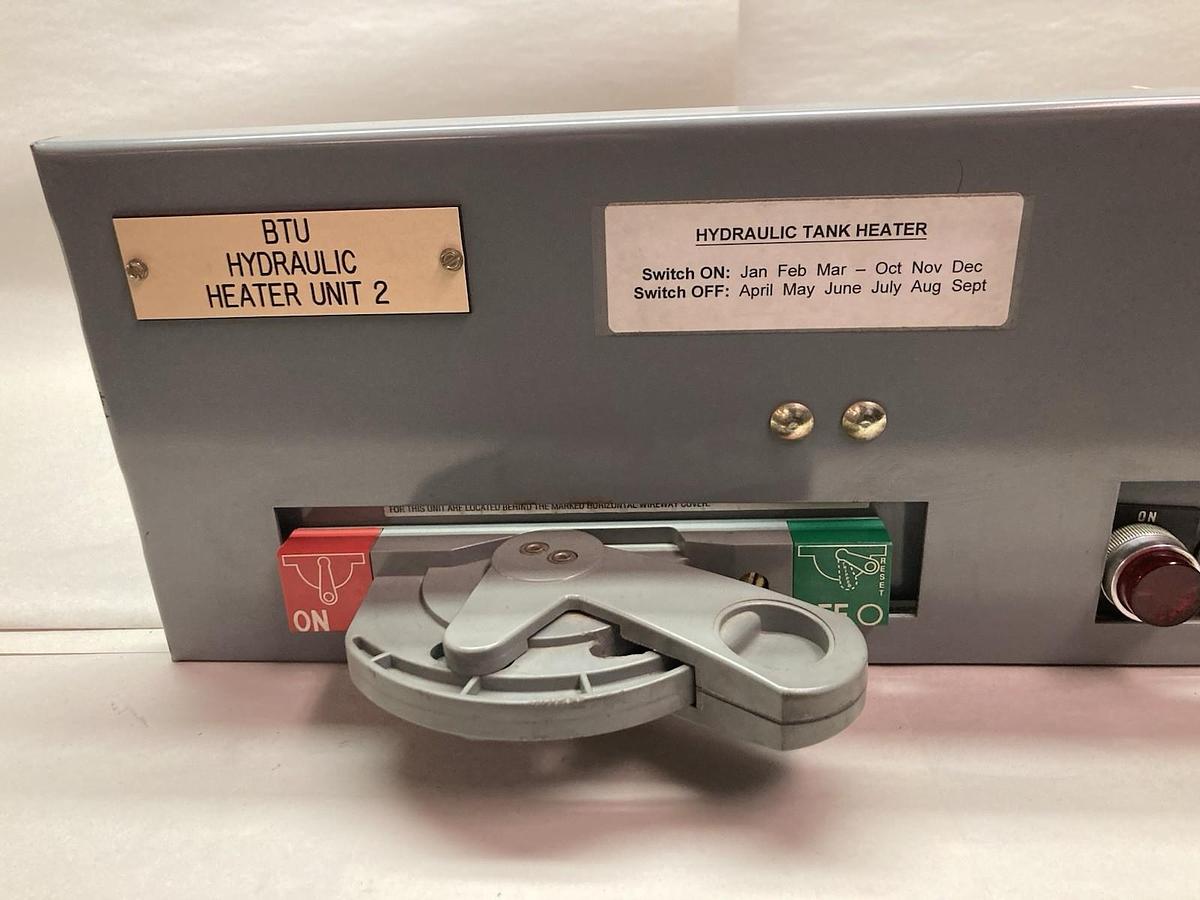 BTU
HYDRAULIC
HEATER UNIT 2
HYDRAULIC TANK HEATER
Switch ON: Jan Feb Mar – Oct Nov Dec
Switch OFF: April May June July Aug Sept
FOR THIS UNIT ARE LOCATED BEHIND THE MARKED HORIZONTAL WIREWAY COVER.
ON
RESET
ON